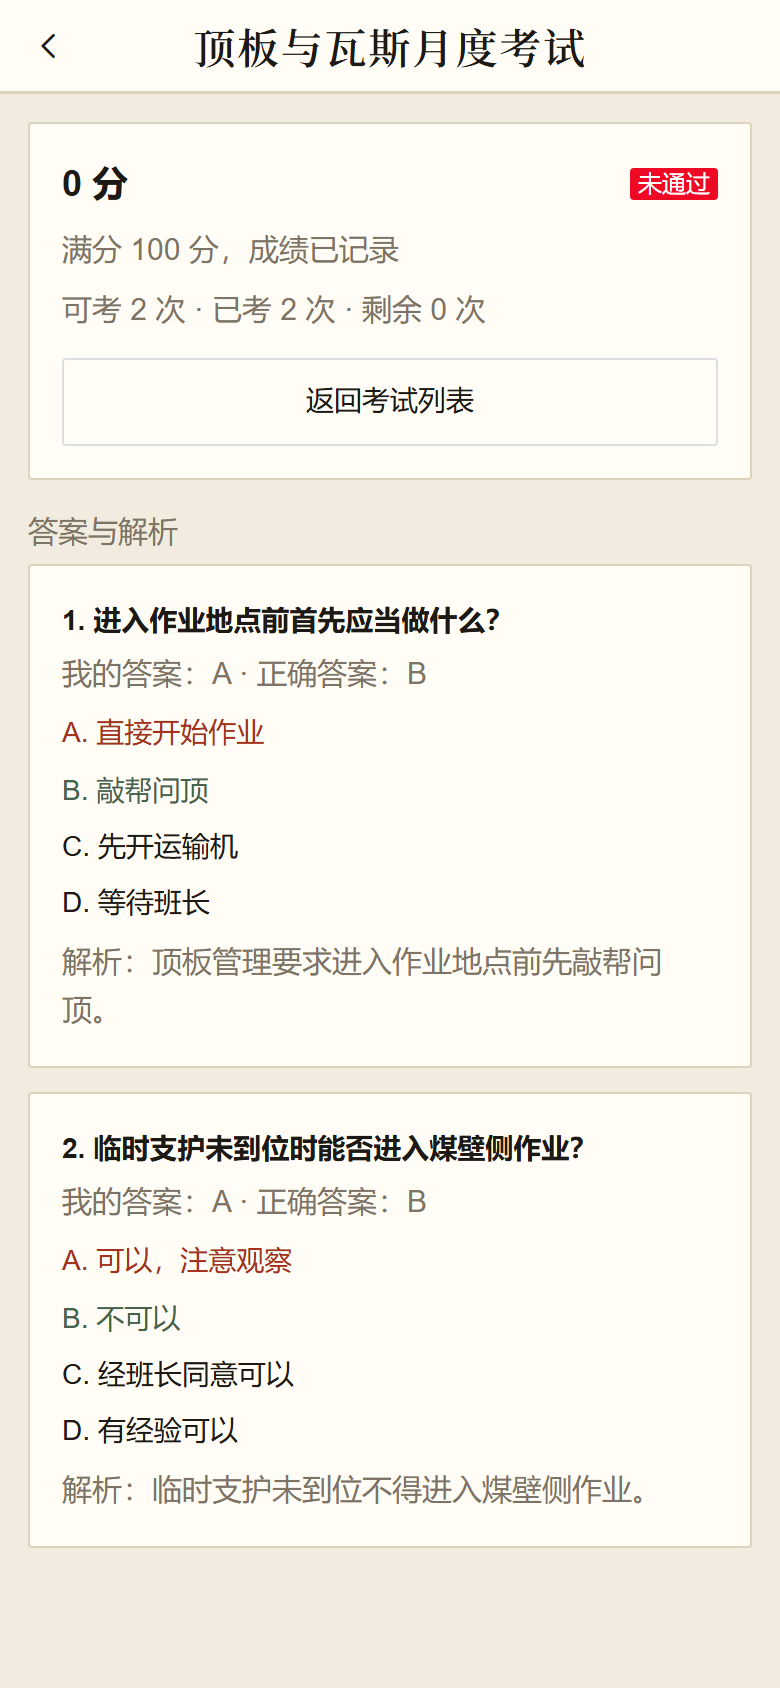 顶板与瓦斯月度考试
0 分
未通过
满分 100 分，成绩已记录
可考 2 次 · 已考 2 次 · 剩余 0 次
返回考试列表
答案与解析
1. 进入作业地点前首先应当做什么？
我的答案：A · 正确答案：B
A. 直接开始作业
B. 敲帮问顶
C. 先开运输机
D. 等待班长
解析：顶板管理要求进入作业地点前先敲帮问
顶。
2. 临时支护未到位时能否进入煤壁侧作业？
我的答案：A · 正确答案：B
A. 可以，注意观察
B. 不可以
C. 经班长同意可以
D. 有经验可以
解析：临时支护未到位不得进入煤壁侧作业。